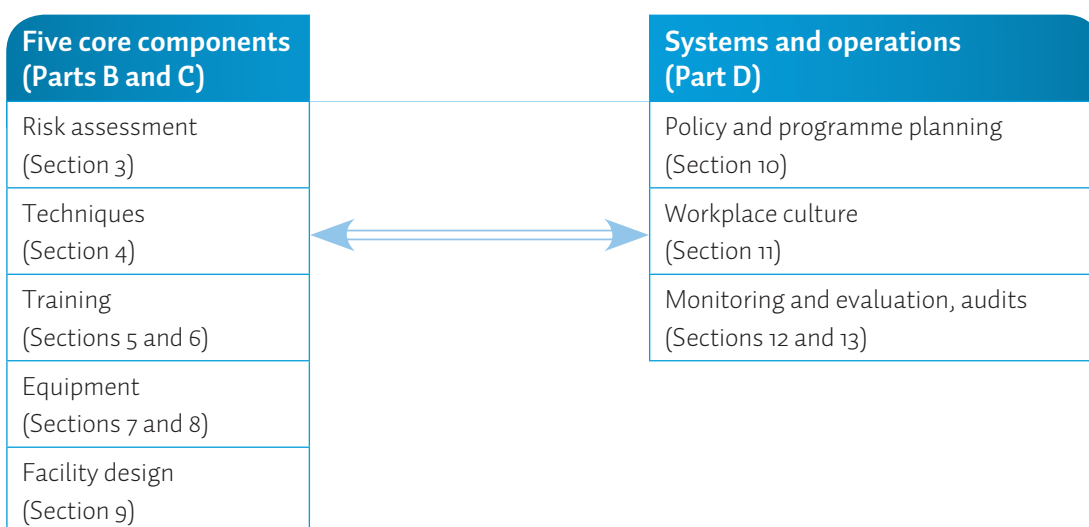 Five core components
(Parts B and C)
Risk assessment
(Section 3)
Techniques
(Section 4)
Training
(Sections 5 and 6)
Equipment
(Sections 7 and 8)
Facility design
(Section 9)
Systems and operations
(Part D)
Policy and programme planning
(Section 10)
Workplace culture
(Section 11)
Monitoring and evaluation, audits
(Sections 12 and 13)